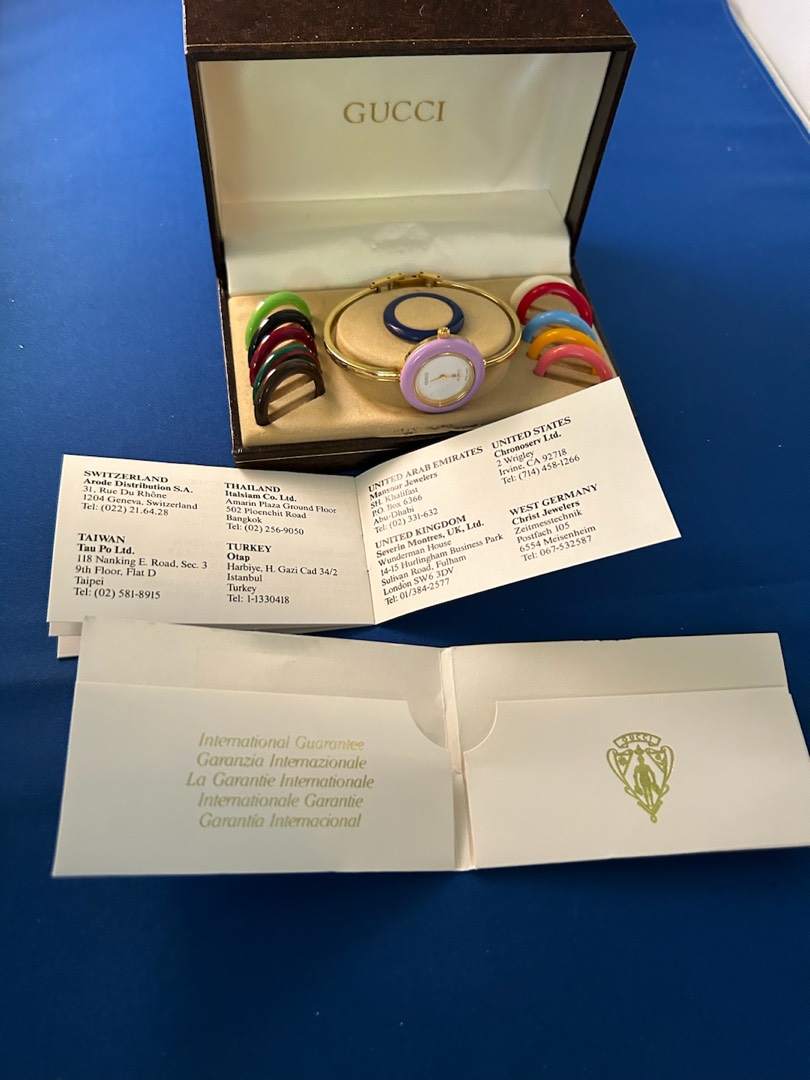 GUCCI
SWITZERLAND
Arode Distribution S.A.
31, Rue Du Rhône
1204 Geneva, Switzerland
Tel: (022) 21.64.28
TAIWAN
Tau Po Ltd.
118 Nanking E. Road, Sec. 3
9th Floor, Flat D
Taipei
Tel: (02) 581-8915
THAILAND
Italsiam Co. Ltd.
Amarin Plaza Ground Floor
502 Ploenchit Road
Bangkok
Tel: (02) 256-9050
TURKEY
Otap
Harbiye, H. Gazi Cad 34/2
Istanbul
Turkey
Tel: 1-1330418
UNITED ARAB EMIRATES
Mansour Jewelers
SH. Khalifast
P.O. Box 6366
Abu-Dhabi
Tel: (02) 331-632
UNITED KINGDOM
Severin Montres, UK, Ltd.
Wunderman House
14-15 Hurlingham Business Park
Sulivan Road, Fulham
London SW6 3DV
Tel: 01/384-2577
UNITED STATES
Chronoserv Ltd.
2 Wrigley
Irvine, CA 92718
Tel: (714) 458-1266
WEST GERMANY
Christ Jewelers
Zeitmesstechnik
Postfach 105
6554 Meisenheim
Tel: 067-532587
International Guarantee
Garanzia Internazionale
La Garantie Internationale
Internationale Garantie
Garantía Internacional
GUCCI